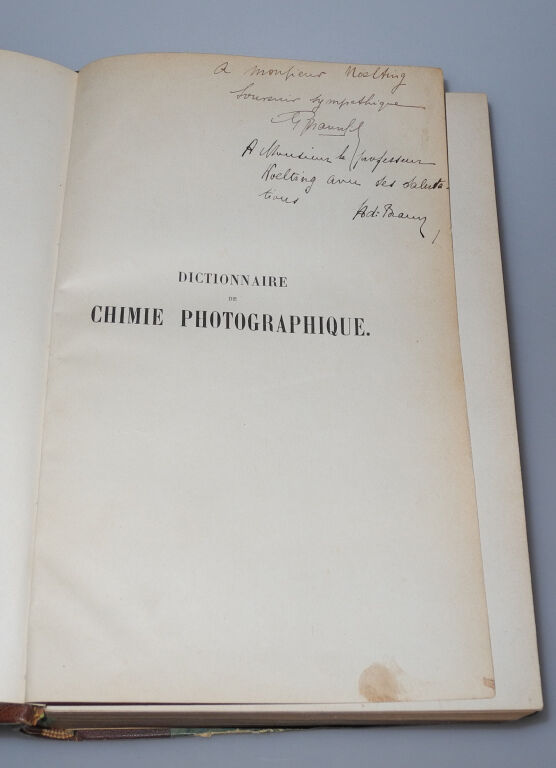 A Monsieur Noelting
Souvenir sympathique
A Monsieur le professeur
Noelting avec ses saluta-
tions
DICTIONNAIRE
DE
CHIMIE PHOTOGRAPHIQUE.